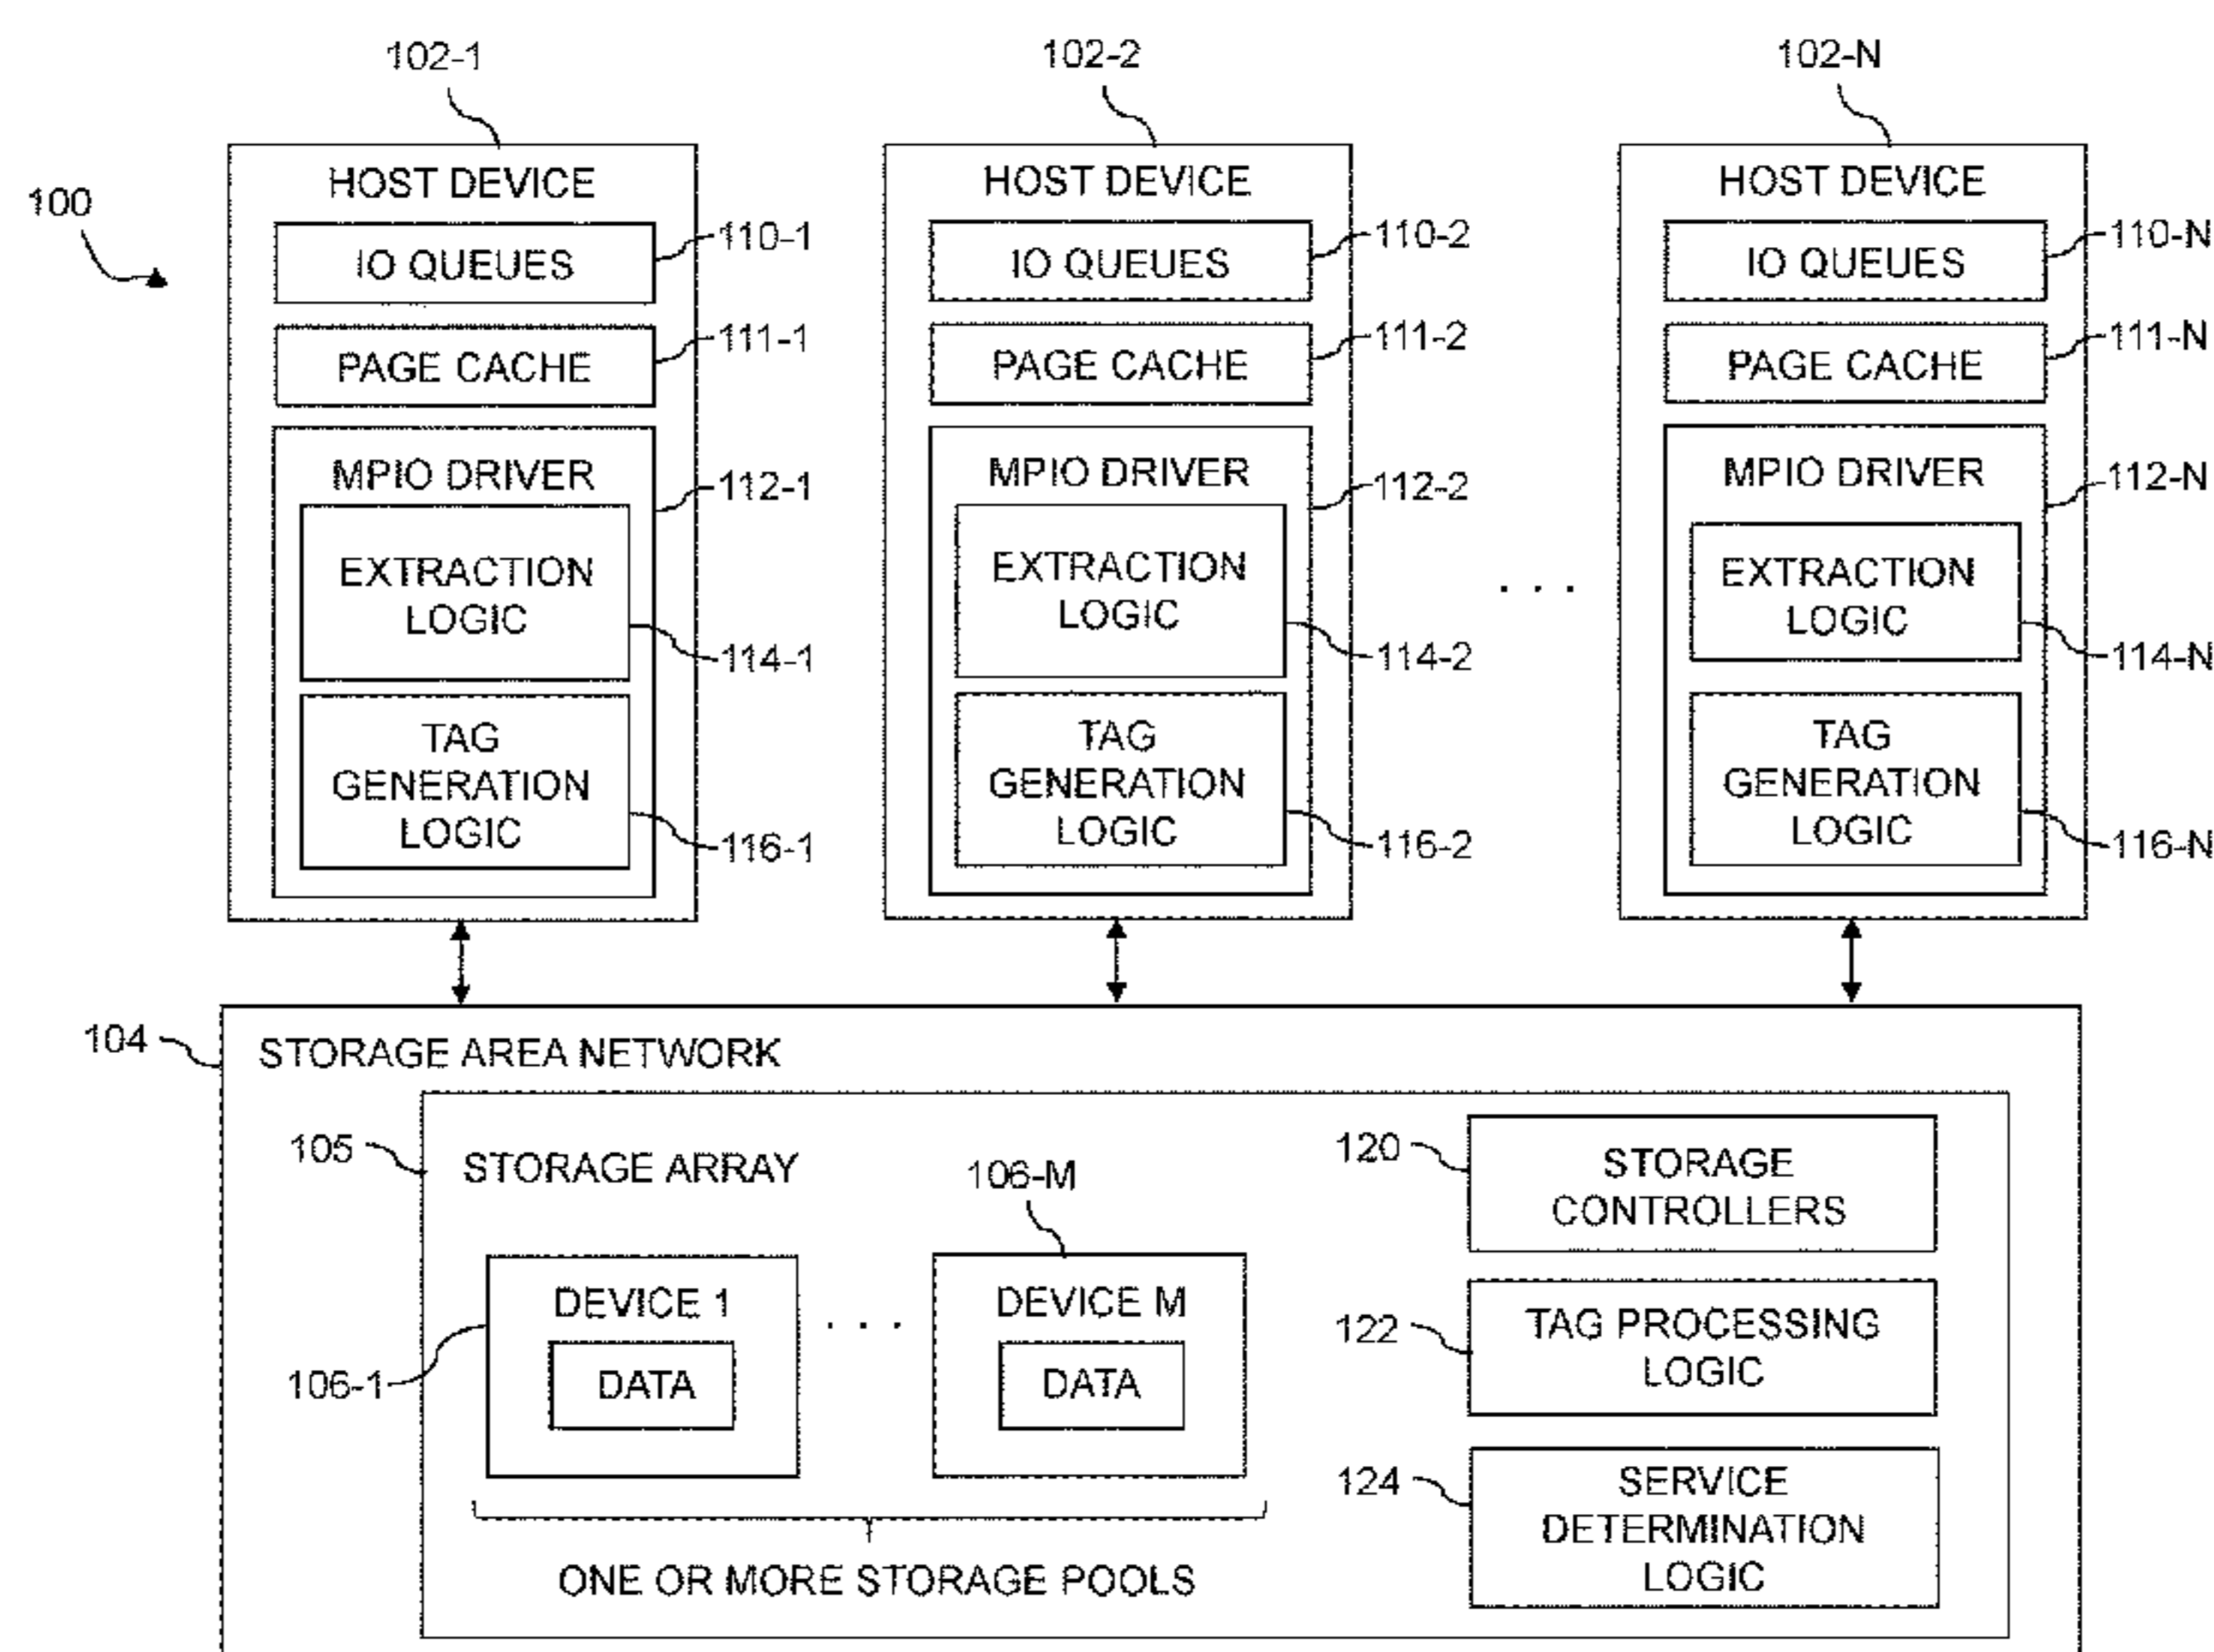 102-1
102-2
102-N
100
HOST DEVICE
HOST DEVICE
HOST DEVICE
IO QUEUES
110-1
IO QUEUES
110-2
IO QUEUES
110-N
PAGE CACHE
111-1
PAGE CACHE
111-2
PAGE CACHE
111-N
MPIO DRIVER
112-1
MPIO DRIVER
112-2
MPIO DRIVER
112-N
EXTRACTION
LOGIC
114-1
EXTRACTION
LOGIC
114-2
. . .
EXTRACTION
LOGIC
114-N
TAG
GENERATION
LOGIC
116-1
TAG
GENERATION
LOGIC
116-2
TAG
GENERATION
LOGIC
116-N
104
STORAGE AREA NETWORK
105
STORAGE ARRAY
106-M
DEVICE 1
DATA
106-1
. . .
DEVICE M
DATA
ONE OR MORE STORAGE POOLS
120
STORAGE
CONTROLLERS
122
TAG PROCESSING
LOGIC
124
SERVICE
DETERMINATION
LOGIC